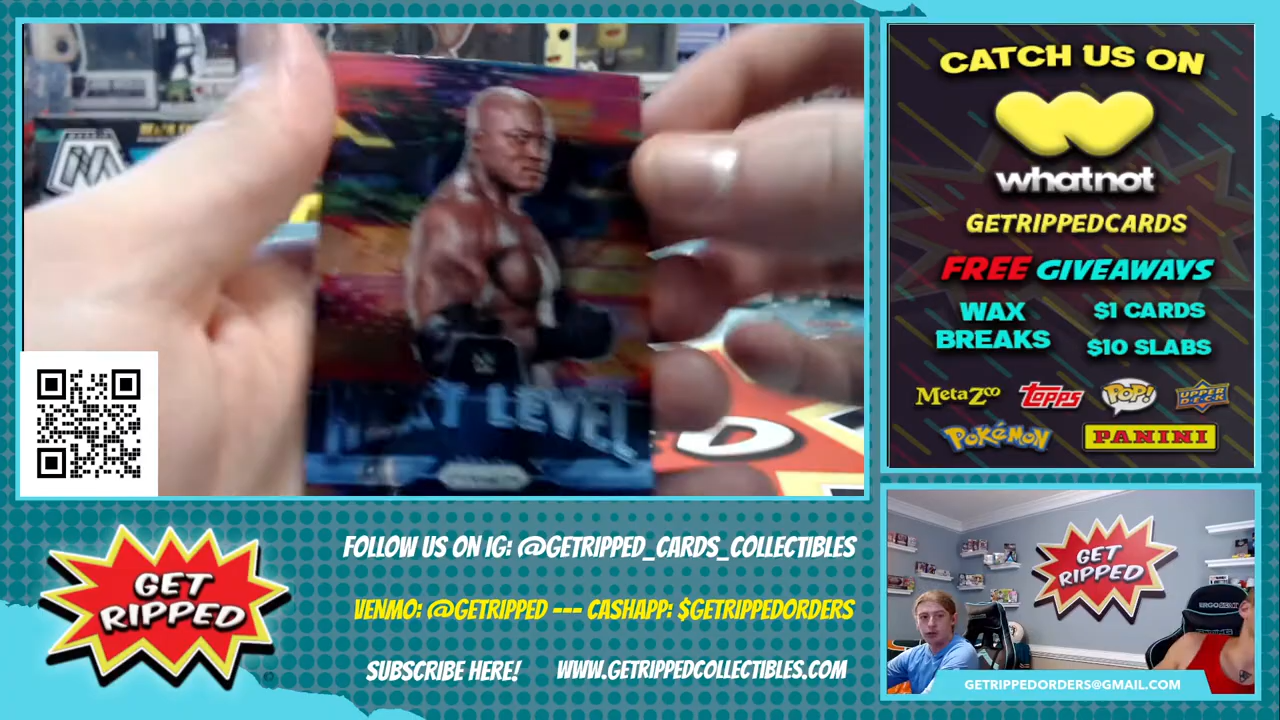 CATCH US ON
whatnot
GETRIPPEDCARDS
FREE GIVEAWAYS
WAX BREAKS
$1 CARDS
$10 SLABS
MetaZoo
Topps
POP!
UPPER DECK
POKéMON
PANINI
NEXT LEVEL
GET RIPPED
FOLLOW US ON IG: @GETRIPPED_CARDS_COLLECTIBLES
VENMO: @GETRIPPED --- CASHAPP: $GETRIPPEDORDERS
SUBSCRIBE HERE!
WWW.GETRIPPEDCOLLECTIBLES.COM
GET RIPPED
GETRIPPEDORDERS@GMAIL.COM